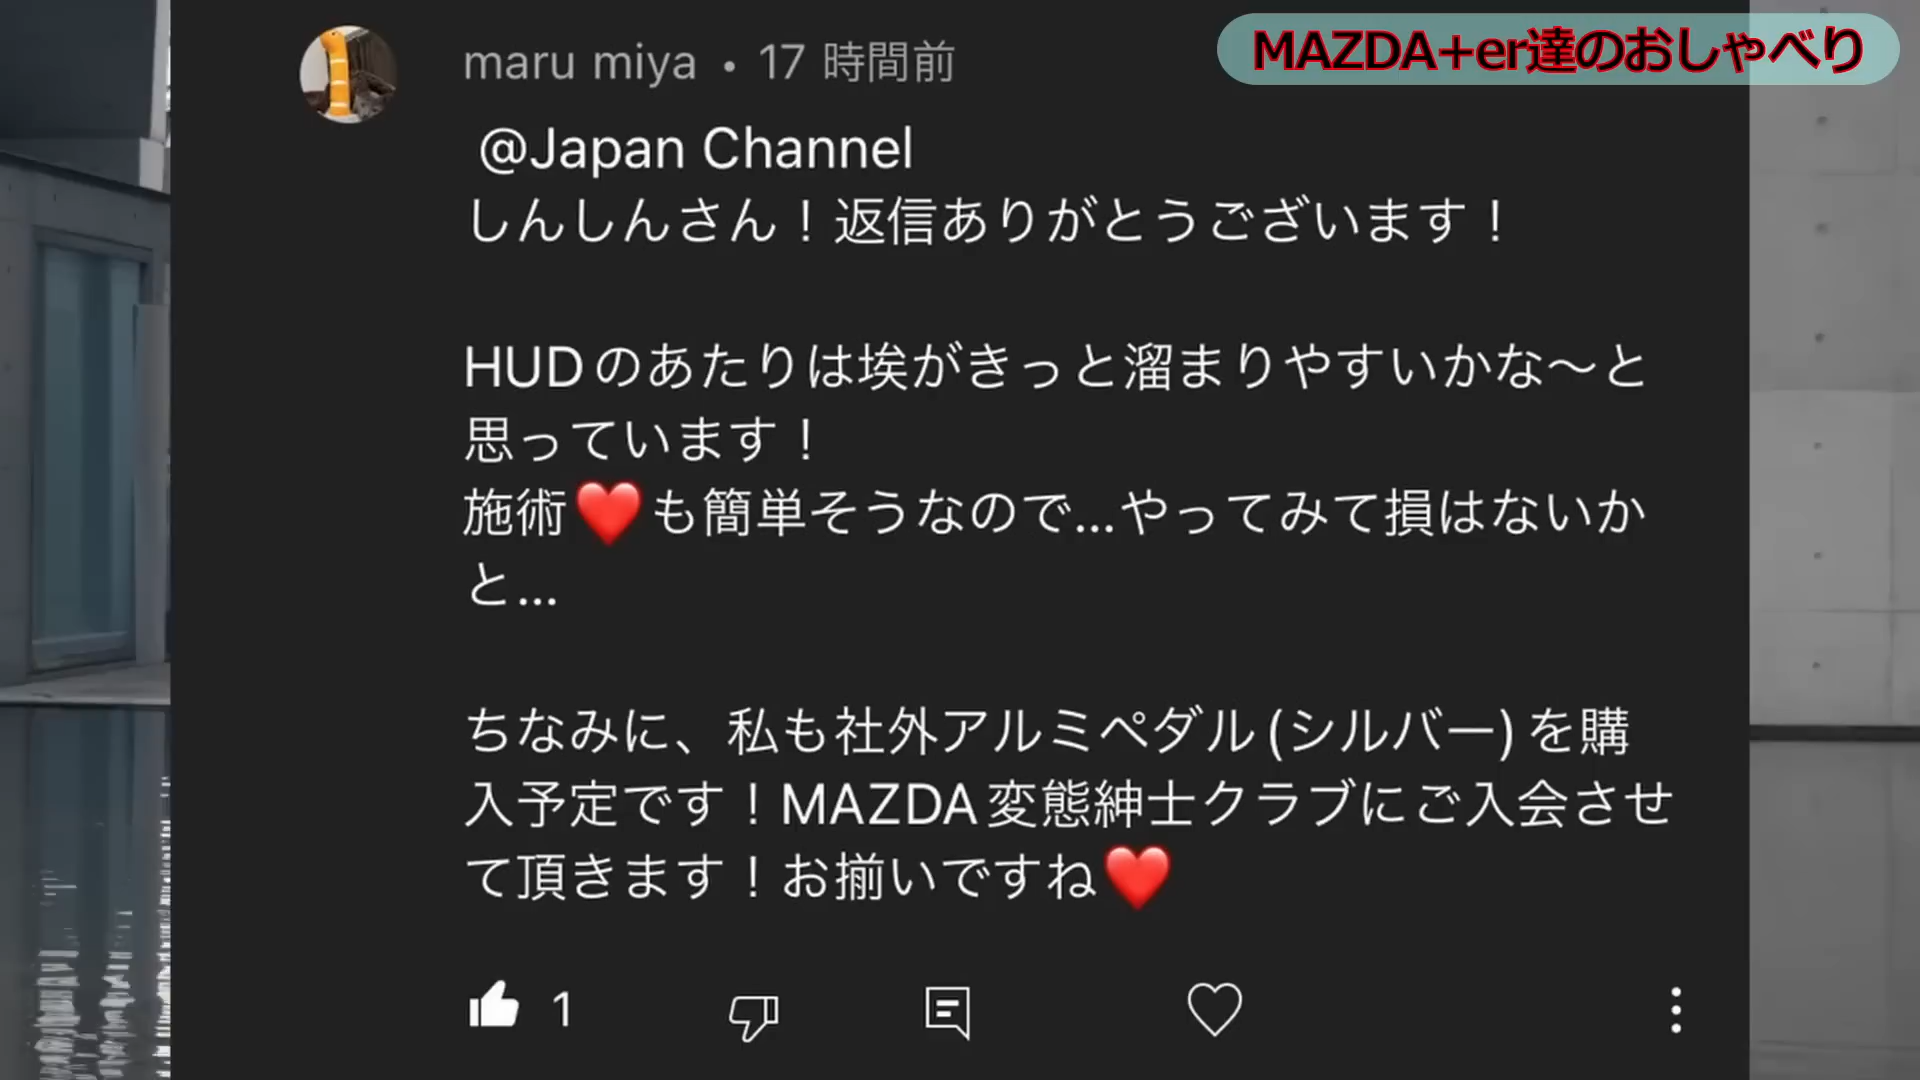 MAZDA+er達のおしゃべり
maru miya • 17 時間前
@Japan Channel
しんしんさん！返信ありがとうございます！
HUDのあたりは埃がきっと溜まりやすいかな〜と
思っています！
施術❤️も簡単そうなので...やってみて損はないか
と...
ちなみに、私も社外アルミペダル(シルバー)を購
入予定です！MAZDA変態紳士クラブにご入会させ
て頂きます！お揃いですね❤️
1